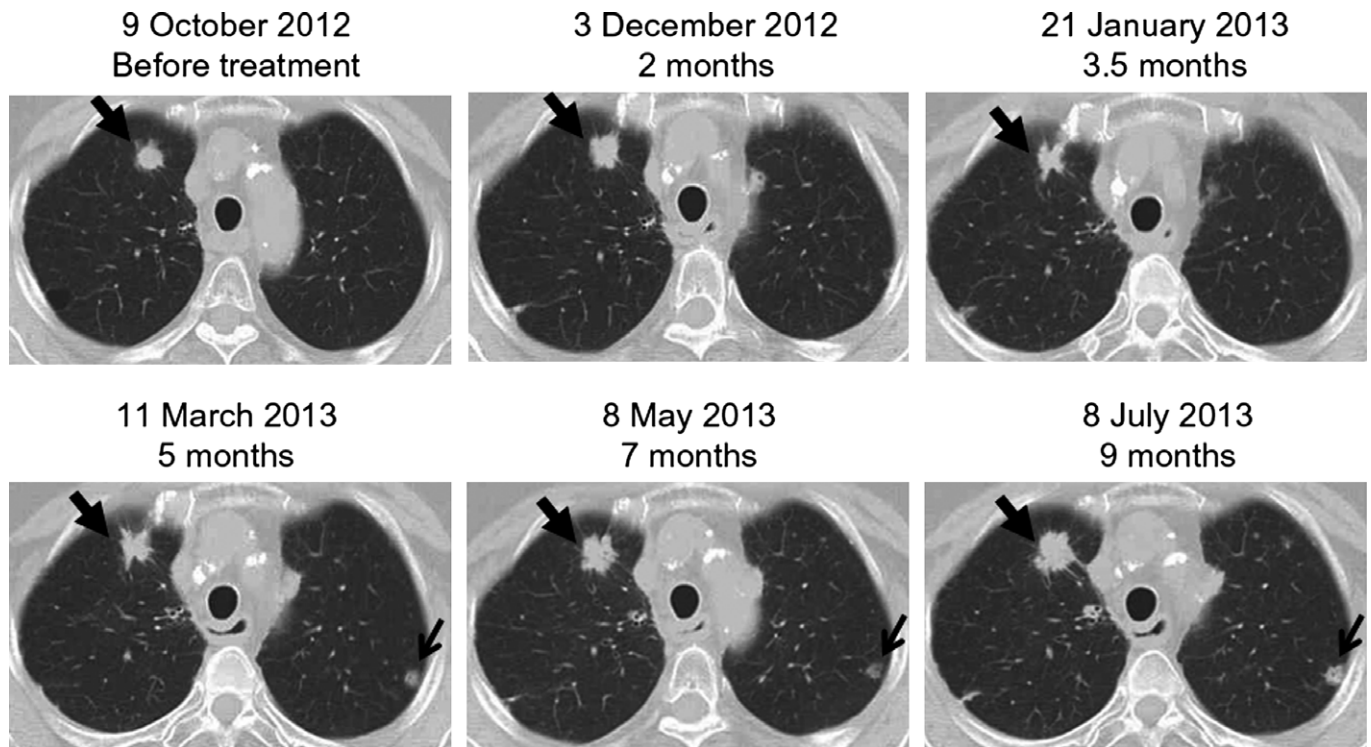 9 October 2012
Before treatment
3 December 2012
2 months
21 January 2013
3.5 months
11 March 2013
5 months
8 May 2013
7 months
8 July 2013
9 months